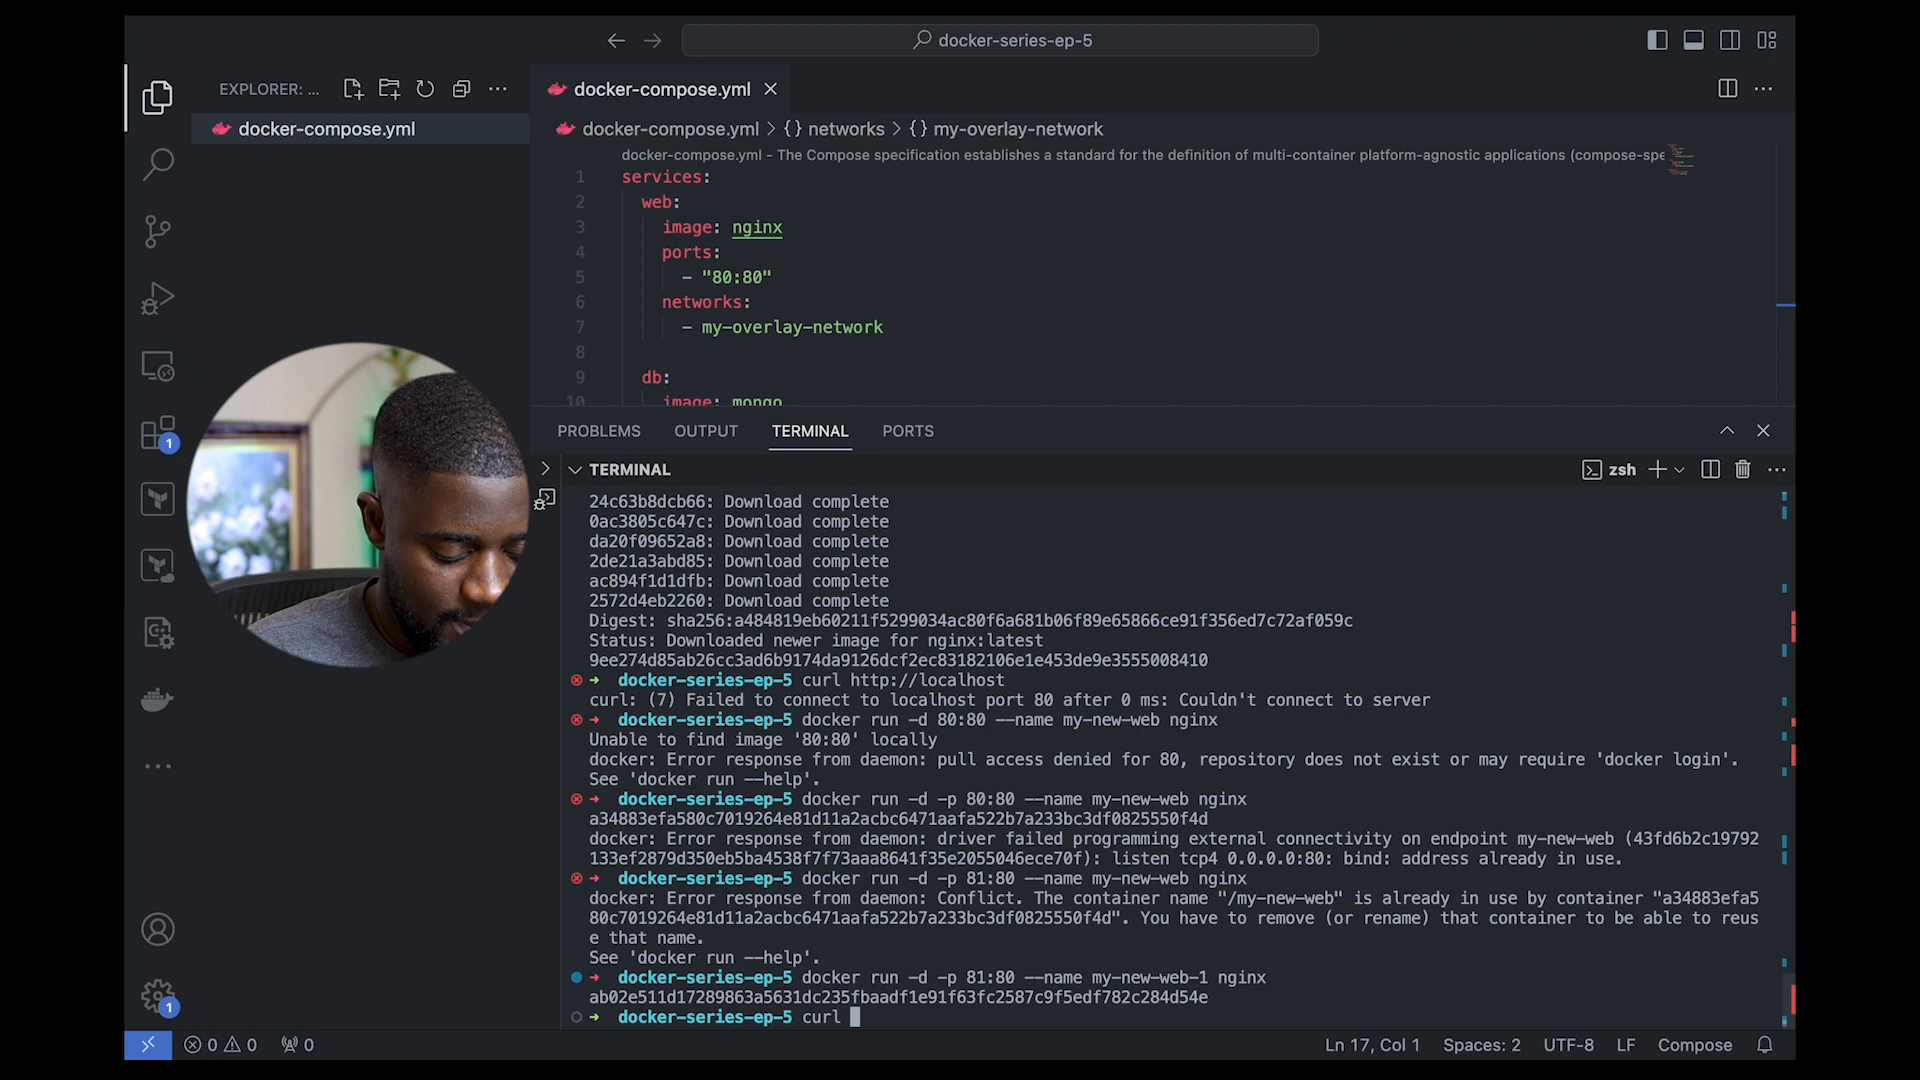 docker-series-ep-5
EXPLORER: ...
docker-compose.yml
docker-compose.yml
docker-compose.yml > {} networks > {} my-overlay-network
docker-compose.yml - The Compose specification establishes a standard for the definition of multi-container platform-agnostic applications (compose-spe
1 services:
2 web:
3 image: nginx
4 ports:
5 - "80:80"
6 networks:
7 - my-overlay-network
8
9 db:
10 image: mongo
PROBLEMS OUTPUT TERMINAL PORTS
TERMINAL
zsh
24c63b8dcb66: Download complete
0ac3805c647c: Download complete
da20f09652a8: Download complete
2de21a3abd85: Download complete
ac894f1d1dfb: Download complete
2572d4eb2260: Download complete
Digest: sha256:a484819eb60211f5299034ac80f6a681b06f89e65866ce91f356ed7c72af059c
Status: Downloaded newer image for nginx:latest
9ee274d85ab26cc3ad6b9174da9126dcf2ec83182106e1e453de9e3555008410
→ docker-series-ep-5 curl http://localhost
curl: (7) Failed to connect to localhost port 80 after 0 ms: Couldn't connect to server
→ docker-series-ep-5 docker run -d 80:80 --name my-new-web nginx
Unable to find image '80:80' locally
docker: Error response from daemon: pull access denied for 80, repository does not exist or may require 'docker login'.
See 'docker run --help'.
→ docker-series-ep-5 docker run -d -p 80:80 --name my-new-web nginx
a34883efa580c7019264e81d11a2acbc6471aafa522b7a233bc3df0825550f4d
docker: Error response from daemon: driver failed programming external connectivity on endpoint my-new-web (43fd6b2c19792
133ef2879d350eb5ba4538f7f73aaa8641f35e2055046ece70f): listen tcp4 0.0.0.0:80: bind: address already in use.
→ docker-series-ep-5 docker run -d -p 81:80 --name my-new-web nginx
docker: Error response from daemon: Conflict. The container name "/my-new-web" is already in use by container "a34883efa5
80c7019264e81d11a2acbc6471aafa522b7a233bc3df0825550f4d". You have to remove (or rename) that container to be able to reus
e that name.
See 'docker run --help'.
→ docker-series-ep-5 docker run -d -p 81:80 --name my-new-web-1 nginx
ab02e511d17289863a5631dc235fbaadf1e91f63fc2587c9f5edf782c284d54e
→ docker-series-ep-5 curl
1
1
0 0 0 Ln 17, Col 1 Spaces: 2 UTF-8 LF Compose